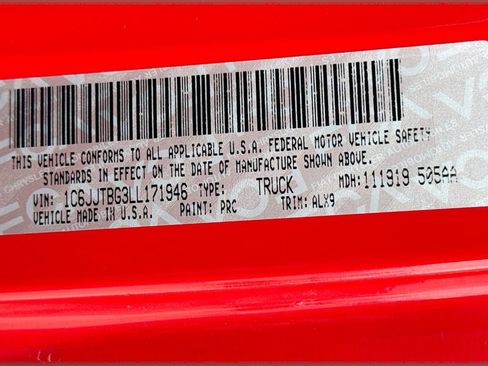 THIS VEHICLE CONFORMS TO ALL APPLICABLE U.S.A. FEDERAL MOTOR VEHICLE SAFETY
STANDARDS IN EFFECT ON THE DATE OF MANUFACTURE SHOWN ABOVE.
VIN: 1C6JJTBG3LL171946 TYPE: TRUCK MDH: 111919 505AA
VEHICLE MADE IN U.S.A. PAINT: PRC TRIM: ALX9